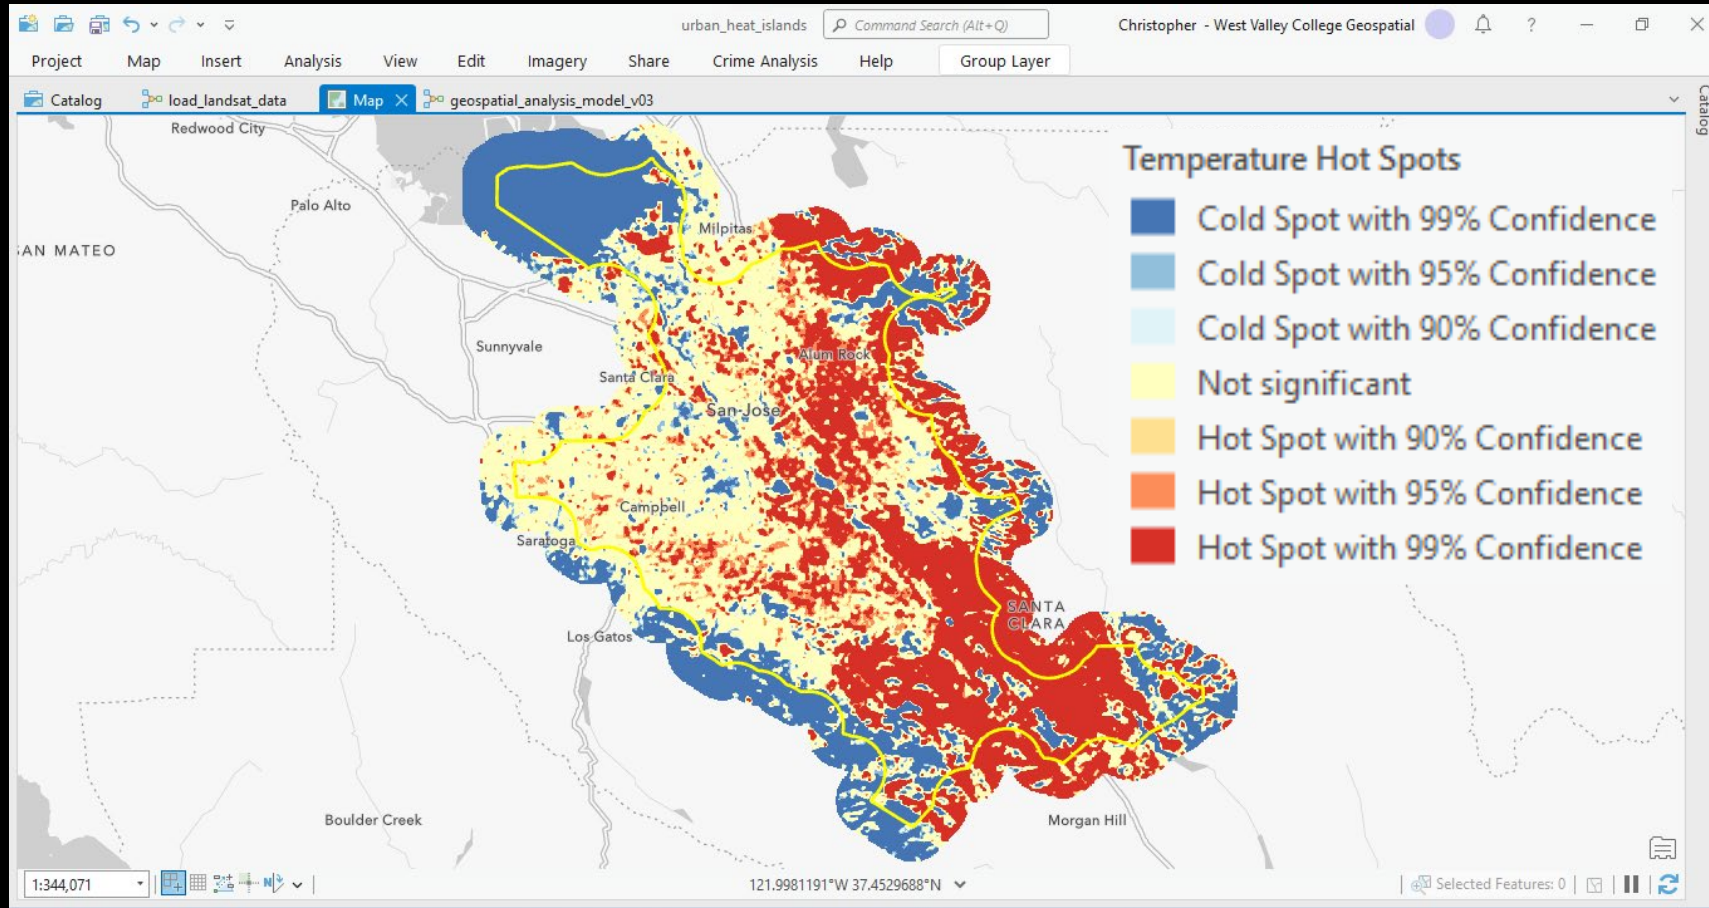 urban_heat_islands
Command Search (Alt+Q)
Christopher - West Valley College Geospatial
?
Project Map Insert Analysis View Edit Imagery Share Crime Analysis Help Group Layer
Catalog load_landsat_data Map geospatial_analysis_model_v03
Catalog
Redwood City
Palo Alto
AN MATEO
Milpitas
Sunnyvale
Alum Rock
Santa Clara
San Jose
Campbell
Saratoga
SANTA
CLARA
Los Gatos
Boulder Creek
Morgan Hill
Temperature Hot Spots
Cold Spot with 99% Confidence
Cold Spot with 95% Confidence
Cold Spot with 90% Confidence
Not significant
Hot Spot with 90% Confidence
Hot Spot with 95% Confidence
Hot Spot with 99% Confidence
1:344,071
N
121.9981191°W 37.4529688°N
Selected Features: 0